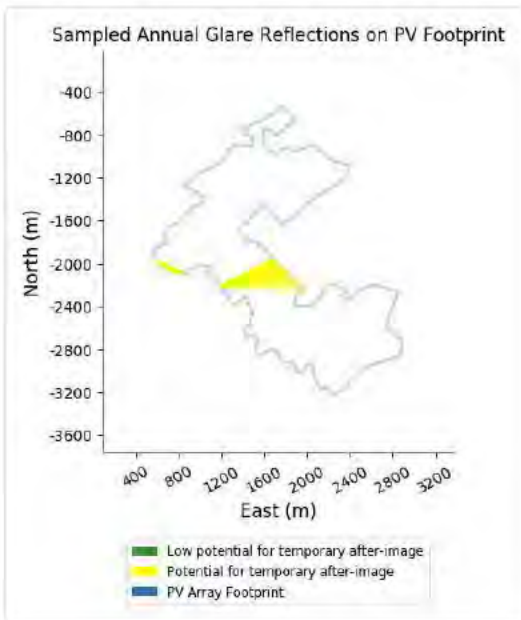 Sampled Annual Glare Reflections on PV Footprint
-400
-800
-1200
-1600
-2000
-2400
-2800
-3200
-3600
North (m)
400 800 1200 1600 2000 2400 2800 3200
East (m)
Low potential for temporary after-image
Potential for temporary after-image
PV Array Footprint